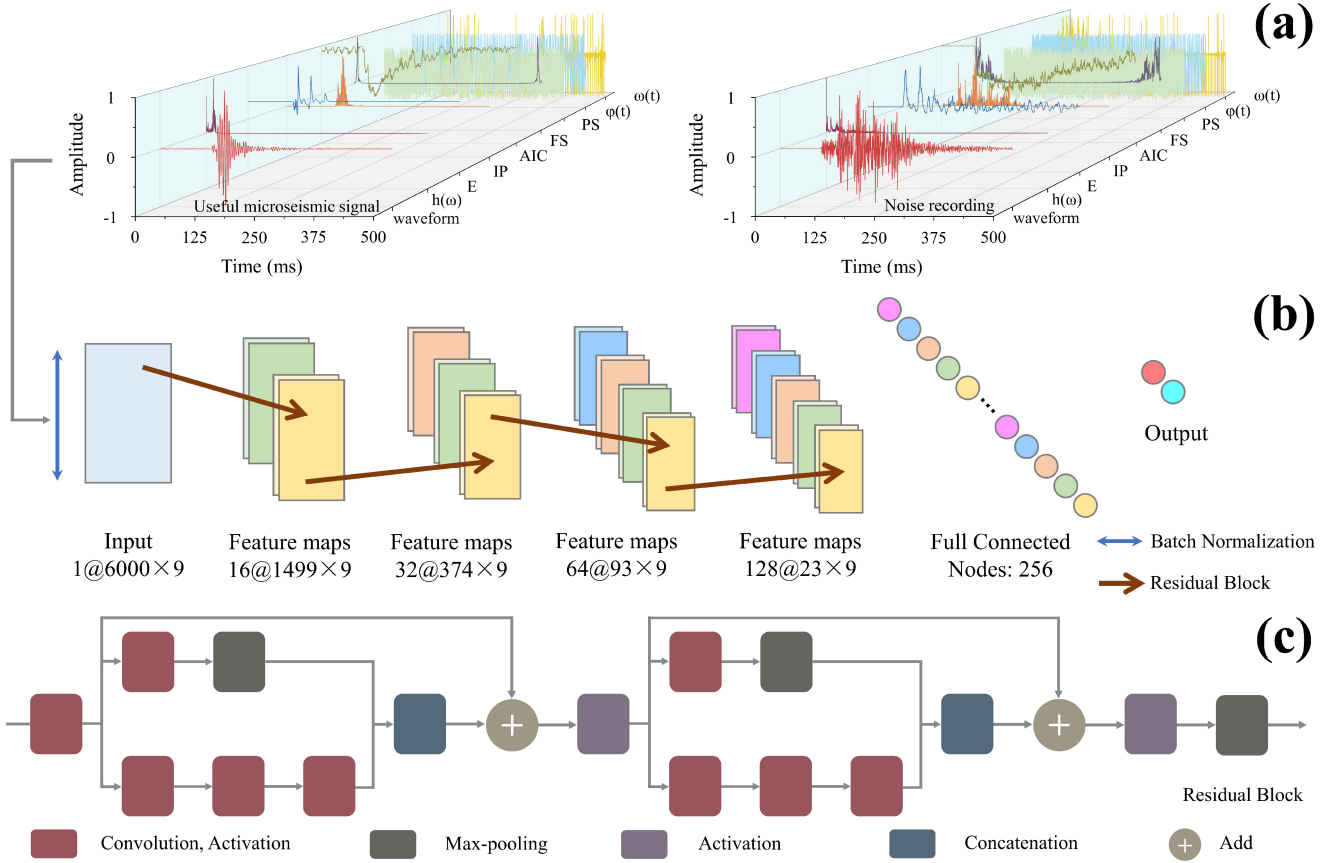 (a)
1
0
-1
Amplitude
0
125
250
375
500
Time (ms)
Useful microseismic signal
waveform
h(ω)
E
IP
AIC
FS
PS
φ(t)
ω(t)
1
0
-1
Amplitude
0
125
250
375
500
Time (ms)
Noise recording
waveform
h(ω)
E
IP
AIC
FS
PS
φ(t)
ω(t)
(b)
Input
1@6000×9
Feature maps
16@1499×9
Feature maps
32@374×9
Feature maps
64@93×9
Feature maps
128@23×9
Full Connected
Nodes: 256
Output
Batch Normalization
Residual Block
(c)
+
+
Residual Block
Convolution, Activation
Max-pooling
Activation
Concatenation
+
Add